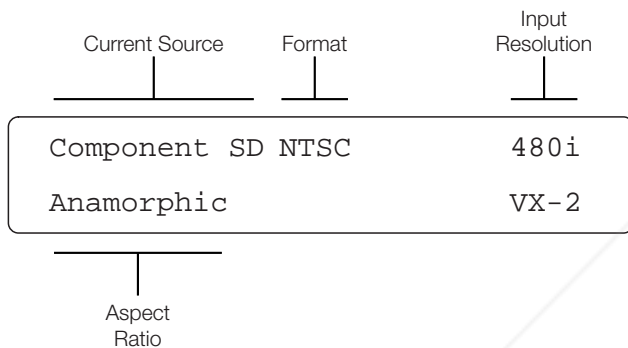 Input
Current Source Format Resolution
Component SD NTSC 480i
Anamorphic VX-2
Aspect
Ratio